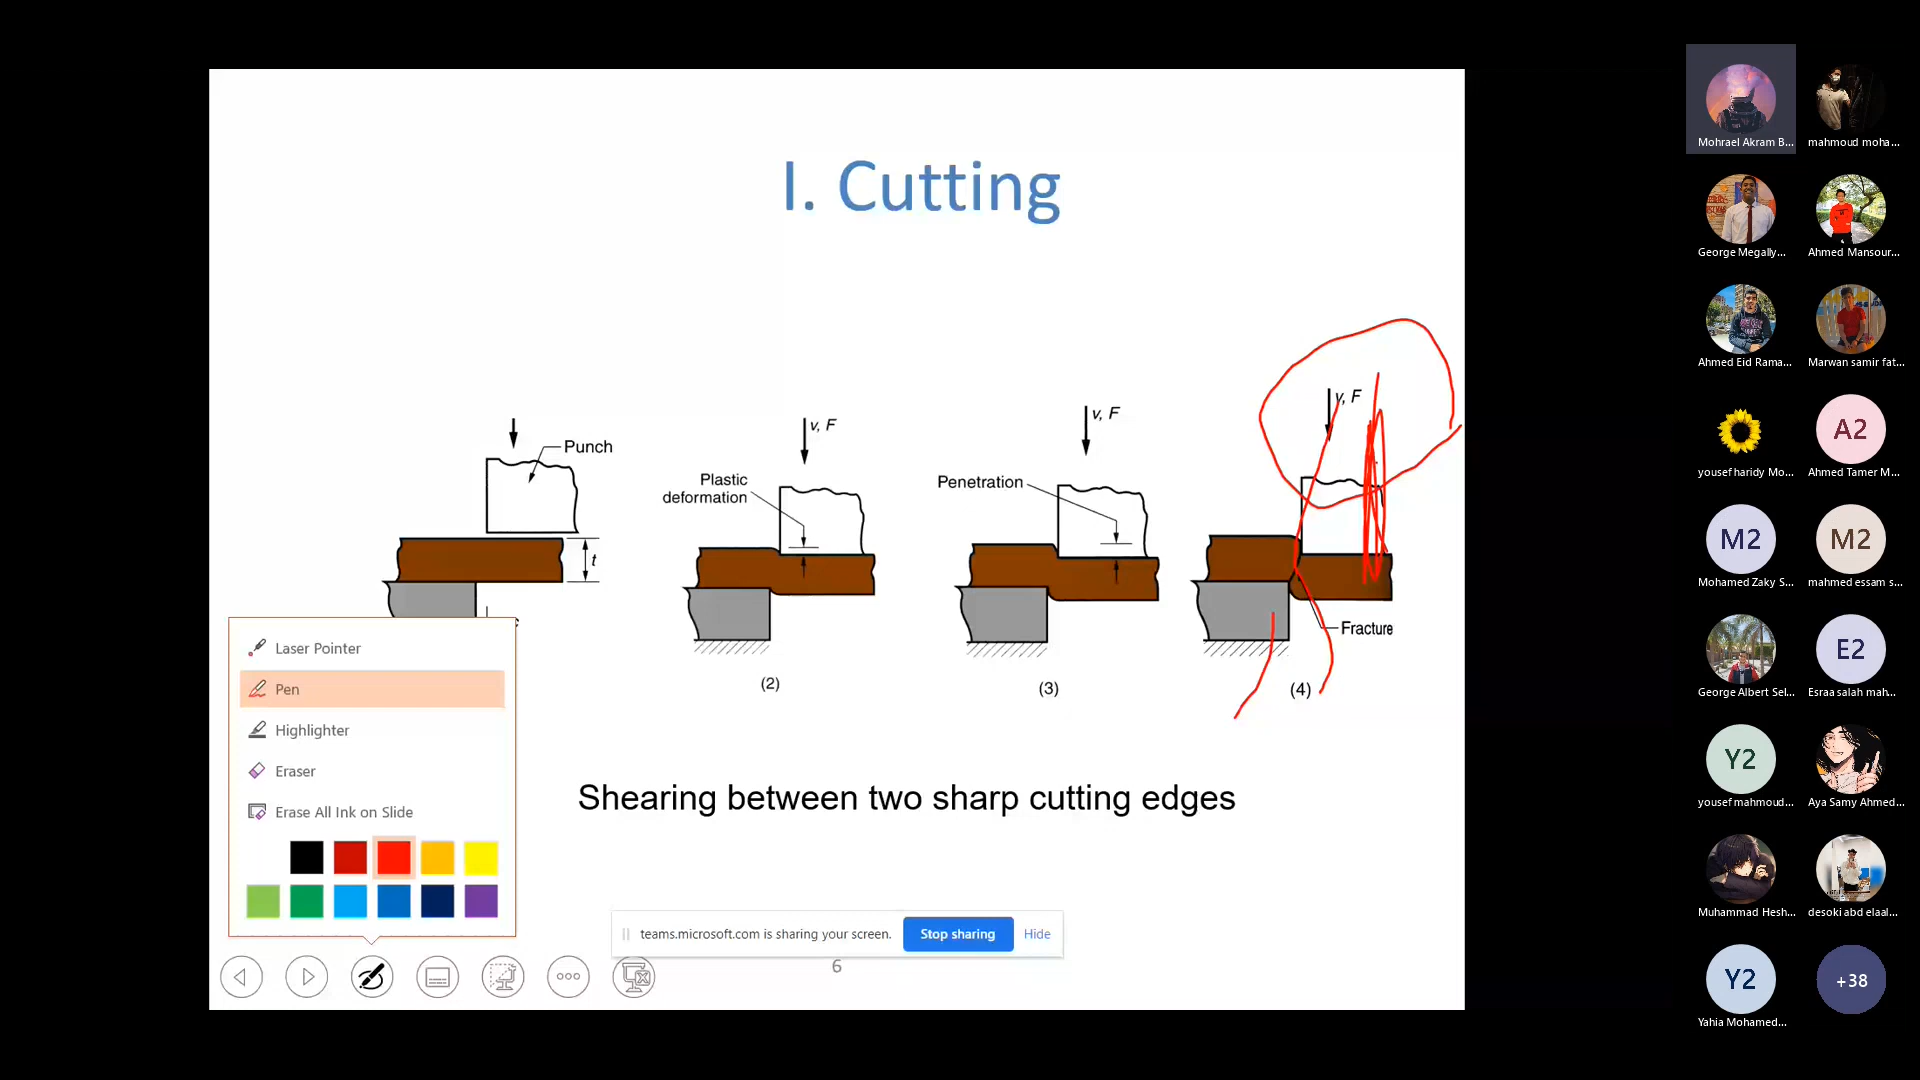 I. Cutting
Punch
t
Plastic
deformation
v, F
(2)
Penetration
v, F
(3)
v, F
Fracture
(4)
Shearing between two sharp cutting edges
Laser Pointer
Pen
Highlighter
Eraser
Erase All Ink on Slide
teams.microsoft.com is sharing your screen.
Stop sharing
Hide
6
Mohrael Akram B...
mahmoud moha...
George Megally...
Ahmed Mansour...
Ahmed Eid Rama...
Marwan samir fat...
yousef haridy Mo...
A2
Ahmed Tamer M...
M2
Mohamed Zaky S...
M2
mahmed essam s...
George Albert Sel...
E2
Esraa salah mah...
Y2
yousef mahmoud...
Aya Samy Ahmed...
Muhammad Hesh...
desoki abd elaal...
Y2
Yahia Mohamed...
+38